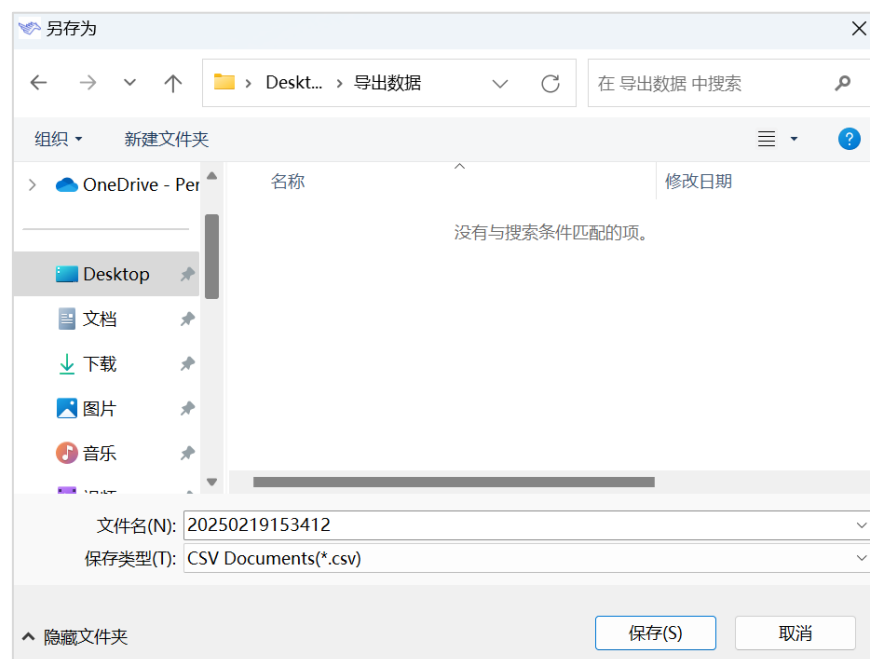 另存为
Deskt... › 导出数据
在 导出数据 中搜索
组织 新建文件夹
OneDrive - Per
名称 修改日期
没有与搜索条件匹配的项。
Desktop
文档
下载
图片
音乐
文件名(N): 20250219153412
保存类型(T): CSV Documents(*.csv)
隐藏文件夹 保存(S) 取消